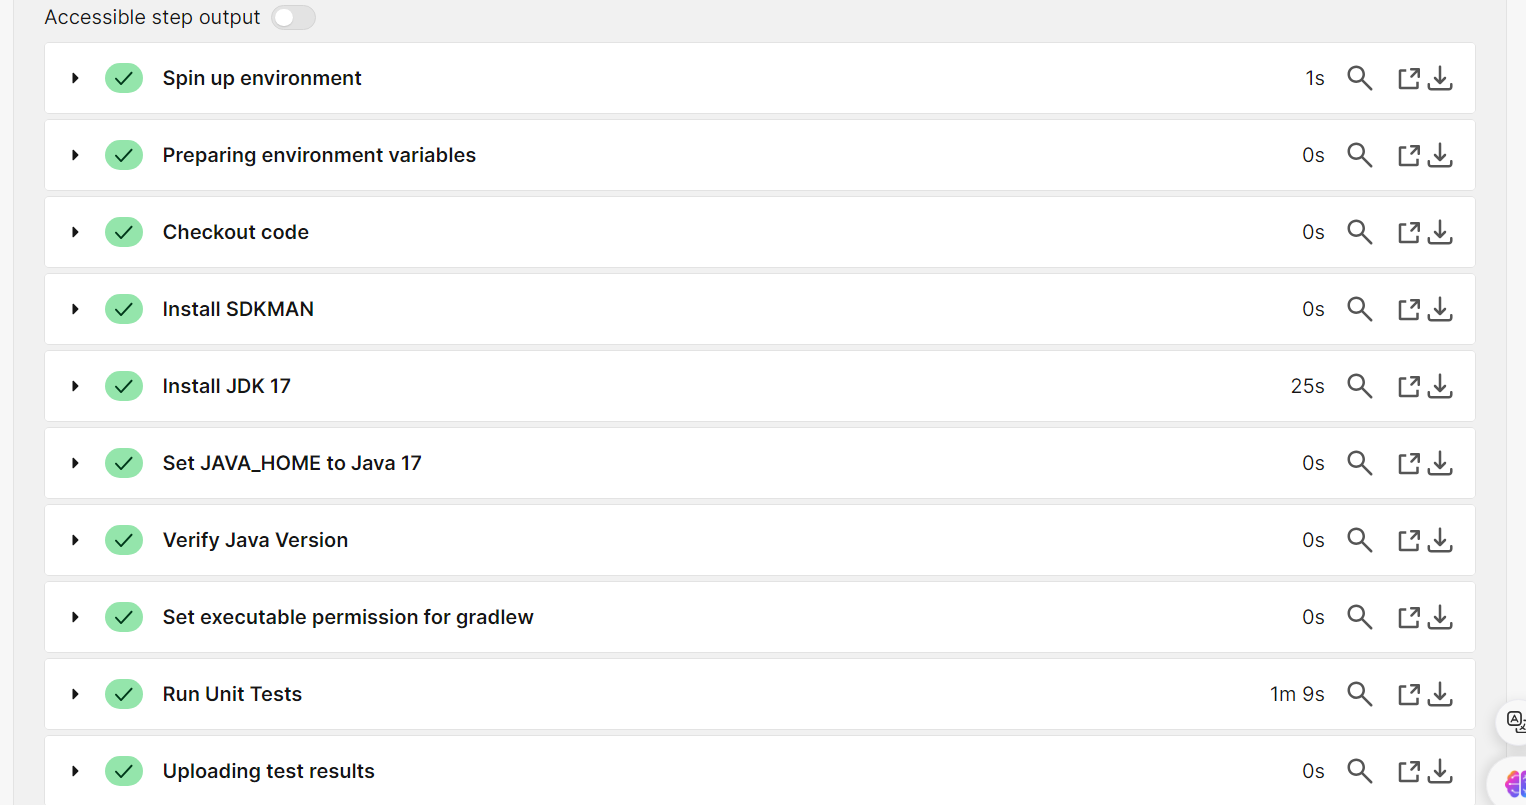 Accessible step output
Spin up environment 1s
Preparing environment variables 0s
Checkout code 0s
Install SDKMAN 0s
Install JDK 17 25s
Set JAVA_HOME to Java 17 0s
Verify Java Version 0s
Set executable permission for gradlew 0s
Run Unit Tests 1m 9s
Uploading test results 0s